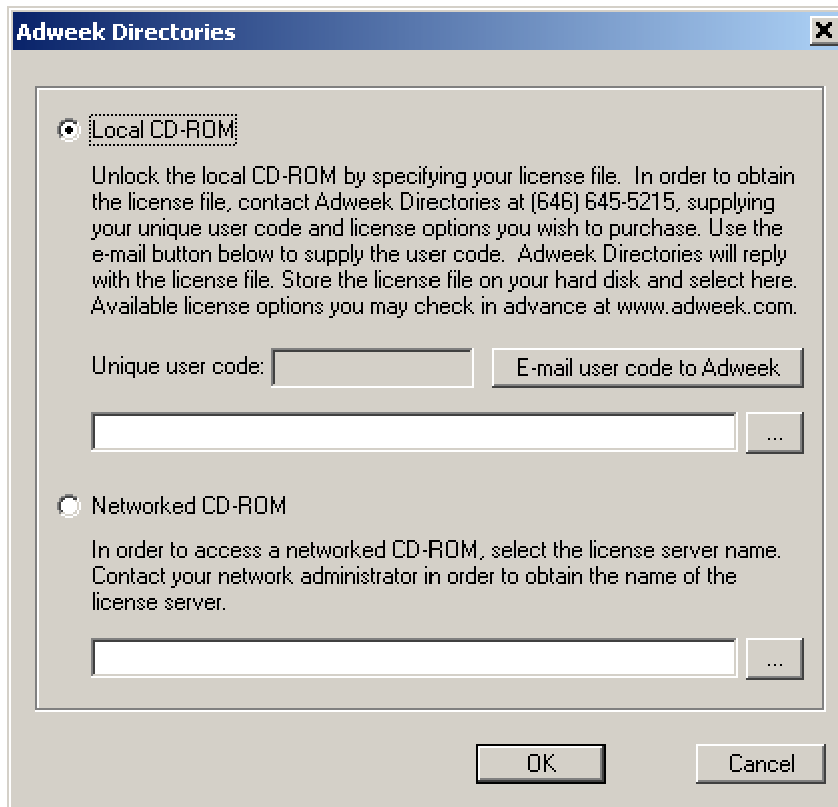 Adweek Directories
Local CD-ROM
Unlock the local CD-ROM by specifying your license file.  In order to obtain
the license file, contact Adweek Directories at (646) 645-5215, supplying
your unique user code and license options you wish to purchase. Use the
e-mail button below to supply the user code.  Adweek Directories will reply
with the license file. Store the license file on your hard disk and select here.
Available license options you may check in advance at www.adweek.com.
Unique user code:
E-mail user code to Adweek
...
Networked CD-ROM
In order to access a networked CD-ROM, select the license server name.
Contact your network administrator in order to obtain the name of the
license server.
...
OK
Cancel